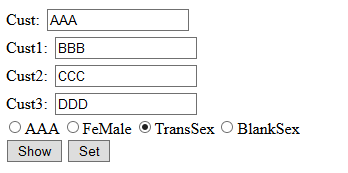 Cust: AAA
Cust1: BBB
Cust2: CCC
Cust3: DDD
AAA FeMale TransSex BlankSex
Show Set